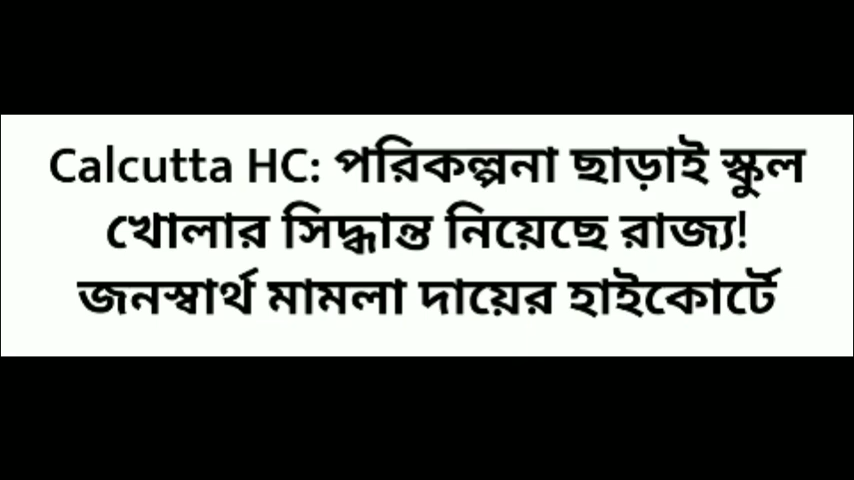 Calcutta HC: পরিকল্পনা ছাড়াই স্কুল
খোলার সিদ্ধান্ত নিয়েছে রাজ্য!
জনস্বার্থ মামলা দায়ের হাইকোর্টে